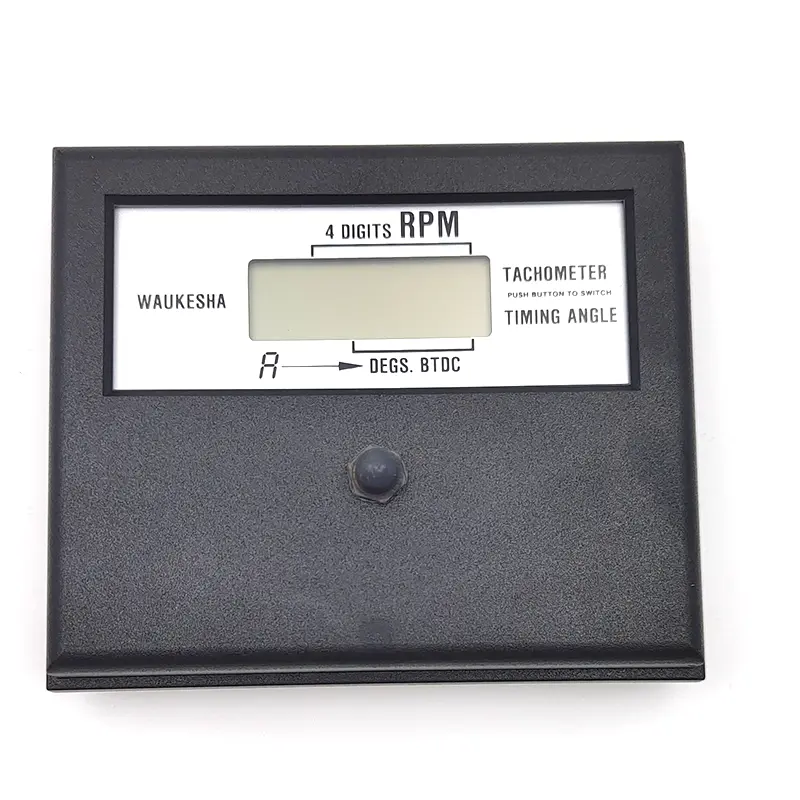 4 DIGITS RPM
WAUKESHA
TACHOMETER
PUSH BUTTON TO SWITCH
TIMING ANGLE
A
DEGS. BTDC